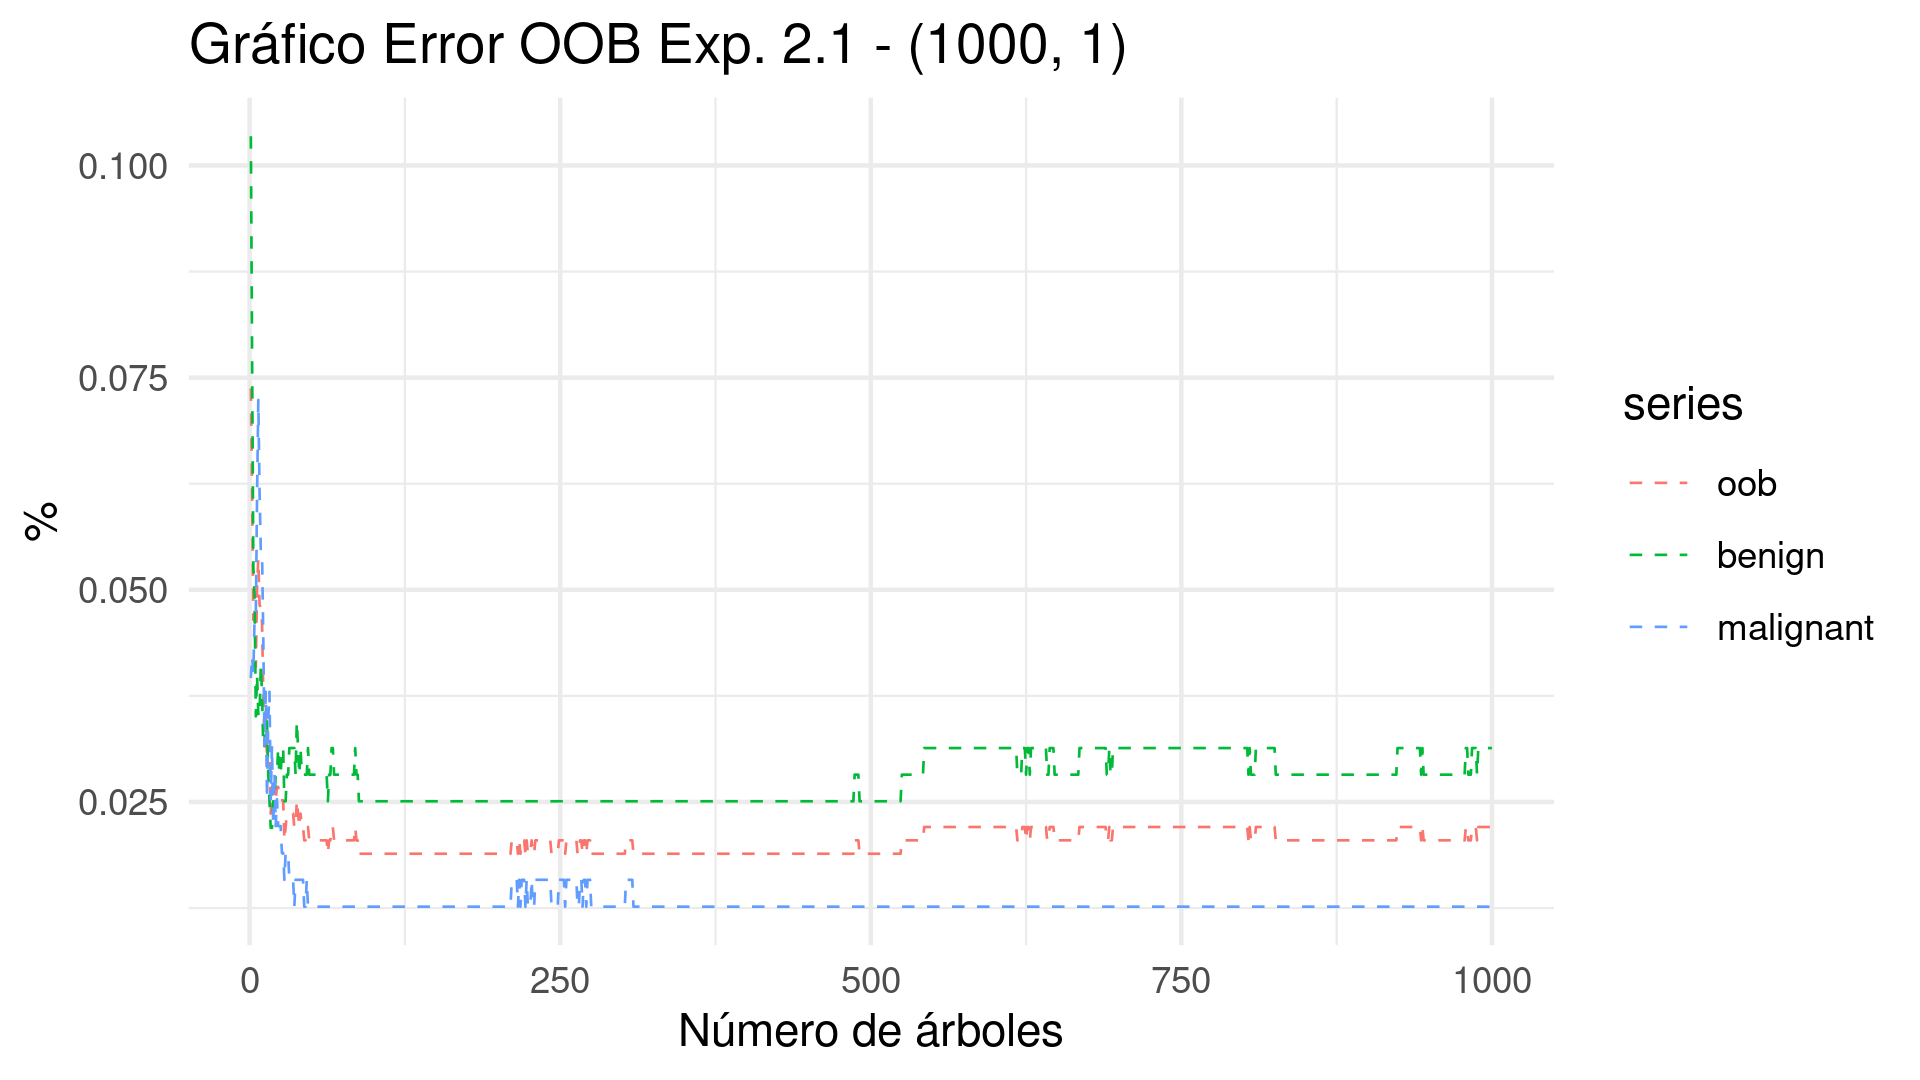 Gráfico Error OOB Exp. 2.1 - (1000, 1)
0.100
0.075
0.050
0.025
%
0 250 500 750 1000
Número de árboles
series
oob
benign
malignant